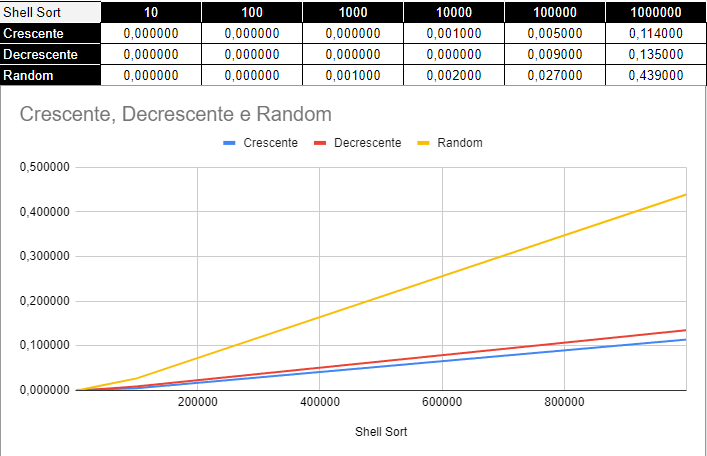 Shell Sort 10 100 1000 10000 100000 1000000
Crescente 0,000000 0,000000 0,000000 0,001000 0,005000 0,114000
Decrescente 0,000000 0,000000 0,000000 0,000000 0,009000 0,135000
Random 0,000000 0,000000 0,001000 0,002000 0,027000 0,439000
Crescente, Decrescente e Random
Crescente Decrescente Random
0,500000
0,400000
0,300000
0,200000
0,100000
0,000000
200000 400000 600000 800000
Shell Sort